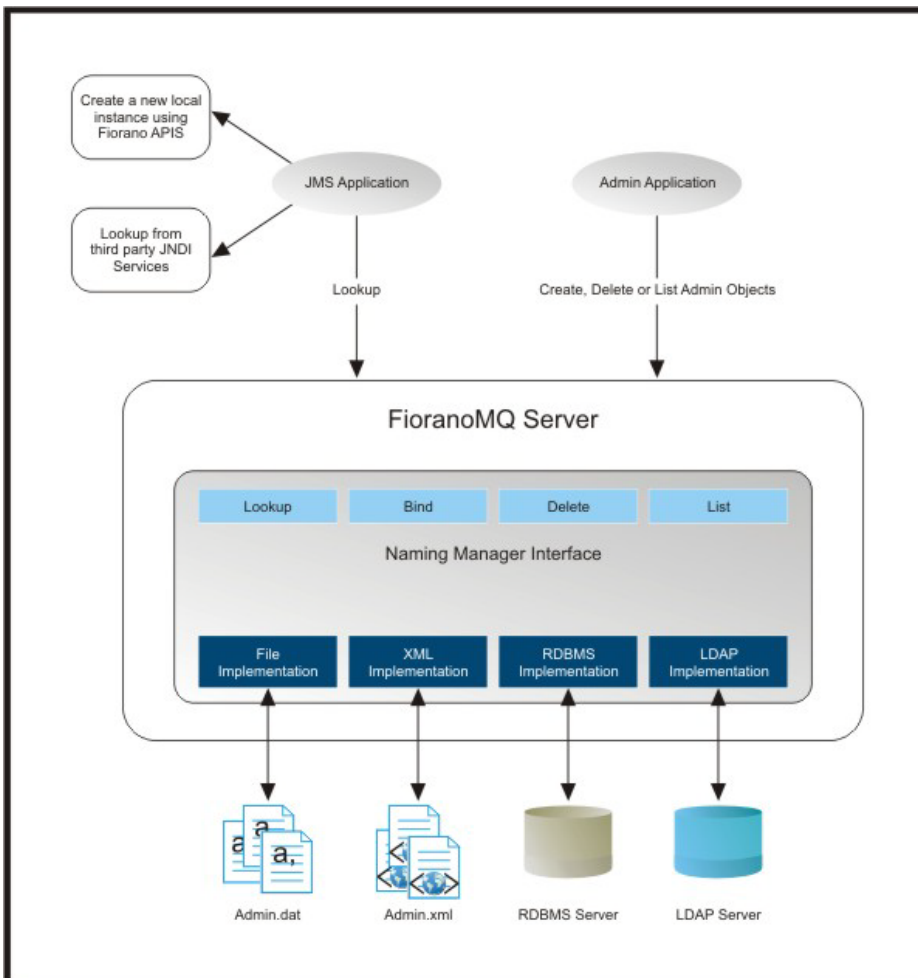 Create a new local
instance using
Fiorano APIS
JMS Application
Admin Application
Lookup from
third party JNDI
Services
Lookup
Create, Delete or List Admin Objects
FioranoMQ Server
Lookup
Bind
Delete
List
Naming Manager Interface
File
Implementation
XML
Implementation
RDBMS
Implementation
LDAP
Implementation
a
a
a,
<>
<>
Admin.dat
Admin.xml
RDBMS Server
LDAP Server